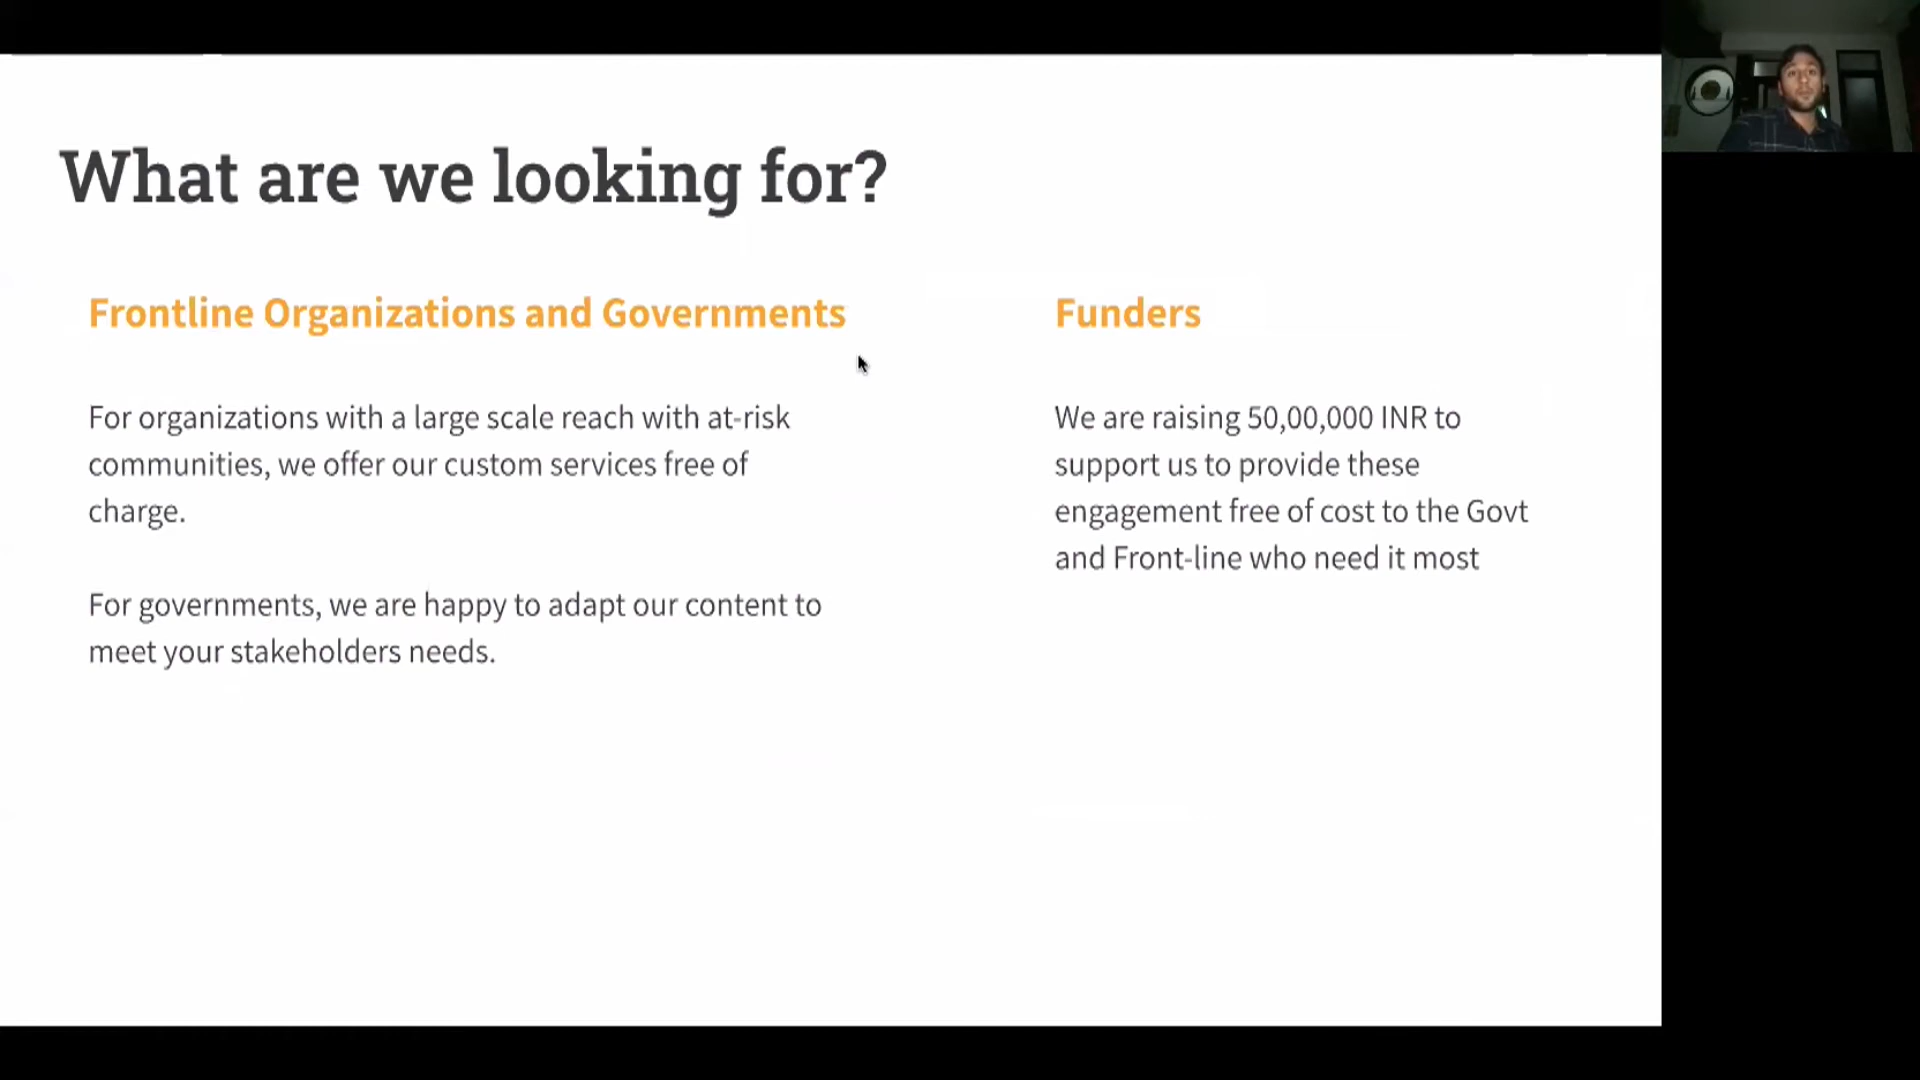 What are we looking for?
Frontline Organizations and Governments
For organizations with a large scale reach with at-risk
communities, we offer our custom services free of
charge.
For governments, we are happy to adapt our content to
meet your stakeholders needs.
Funders
We are raising 50,00,000 INR to
support us to provide these
engagement free of cost to the Govt
and Front-line who need it most